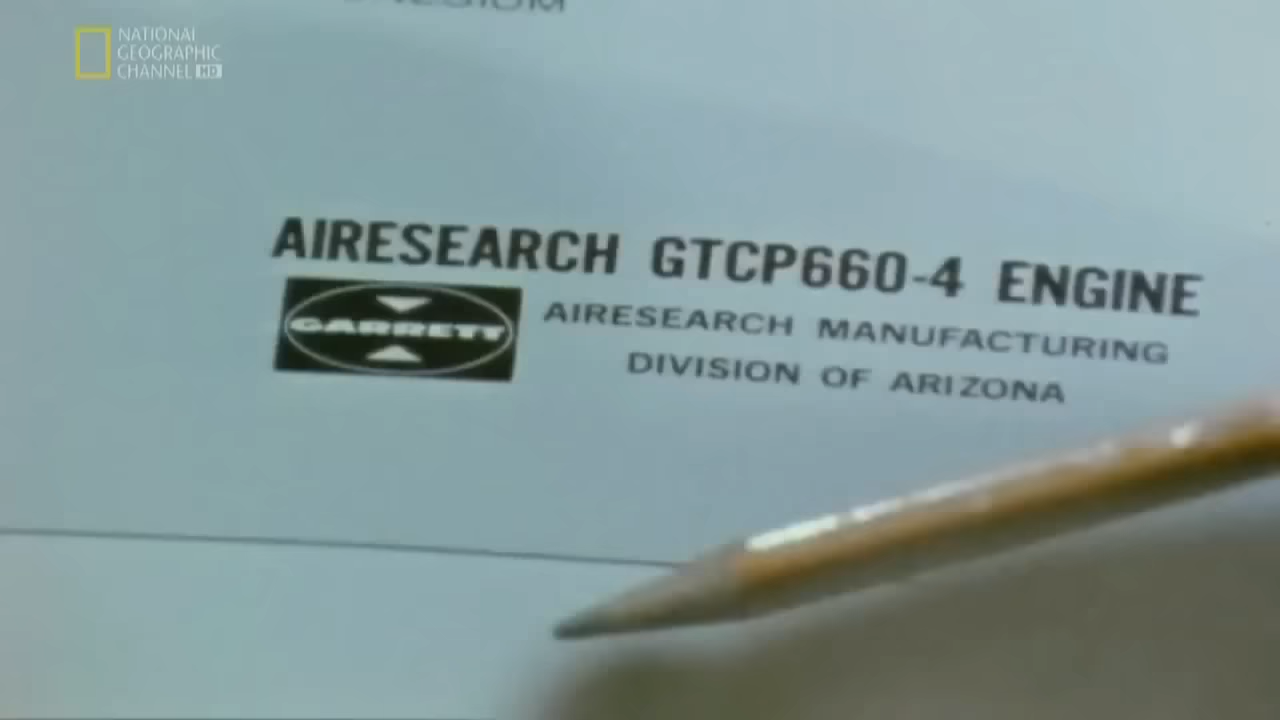 NATIONAL
GEOGRAPHIC
CHANNEL HD
AIRESEARCH GTCP660-4 ENGINE
GARRETT
AIRESEARCH MANUFACTURING
DIVISION OF ARIZONA